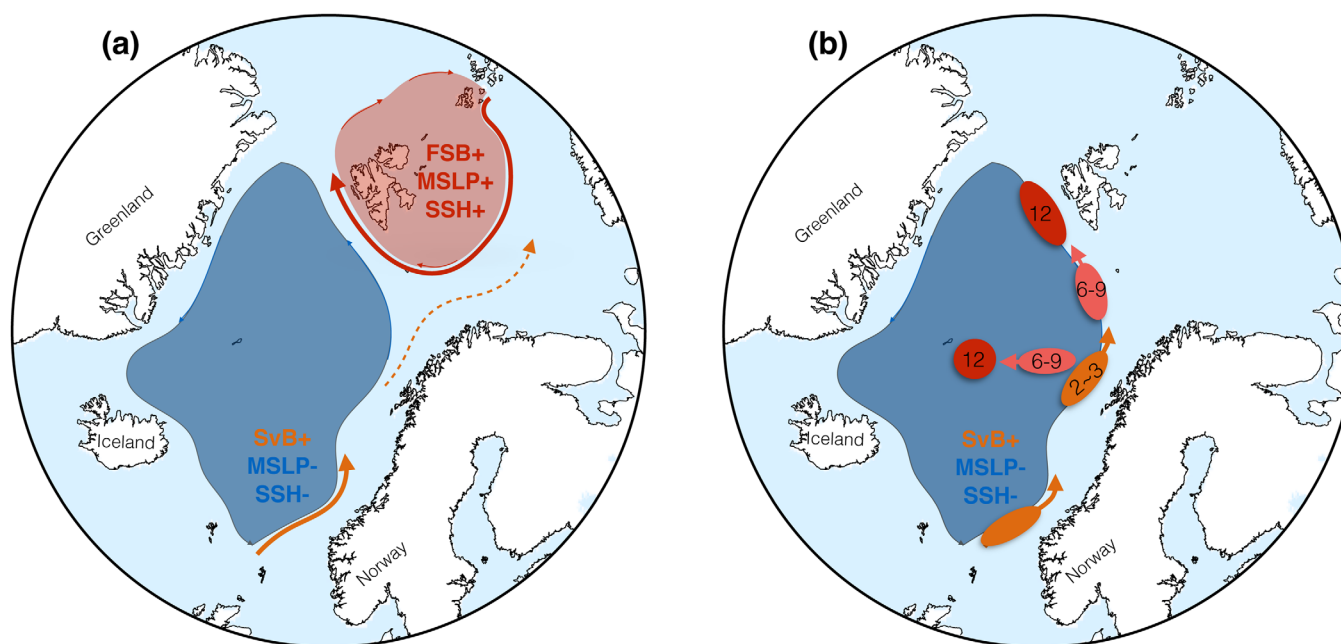 (a)
FSB+
MSLP+
SSH+
Greenland
Iceland
SvB+
MSLP-
SSH-
Norway
(b)
12
6-9
Greenland
12
6-9
2~3
Iceland
SvB+
MSLP-
SSH-
Norway